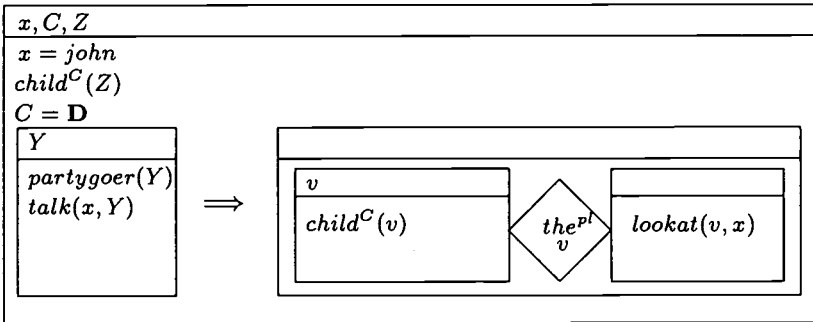 x, C, Z
x = john
child^C(Z)
C = D
Y
partygoer(Y)
talk(x, Y)
⟹
v
child^C(v)
the^pl
v
lookat(v, x)